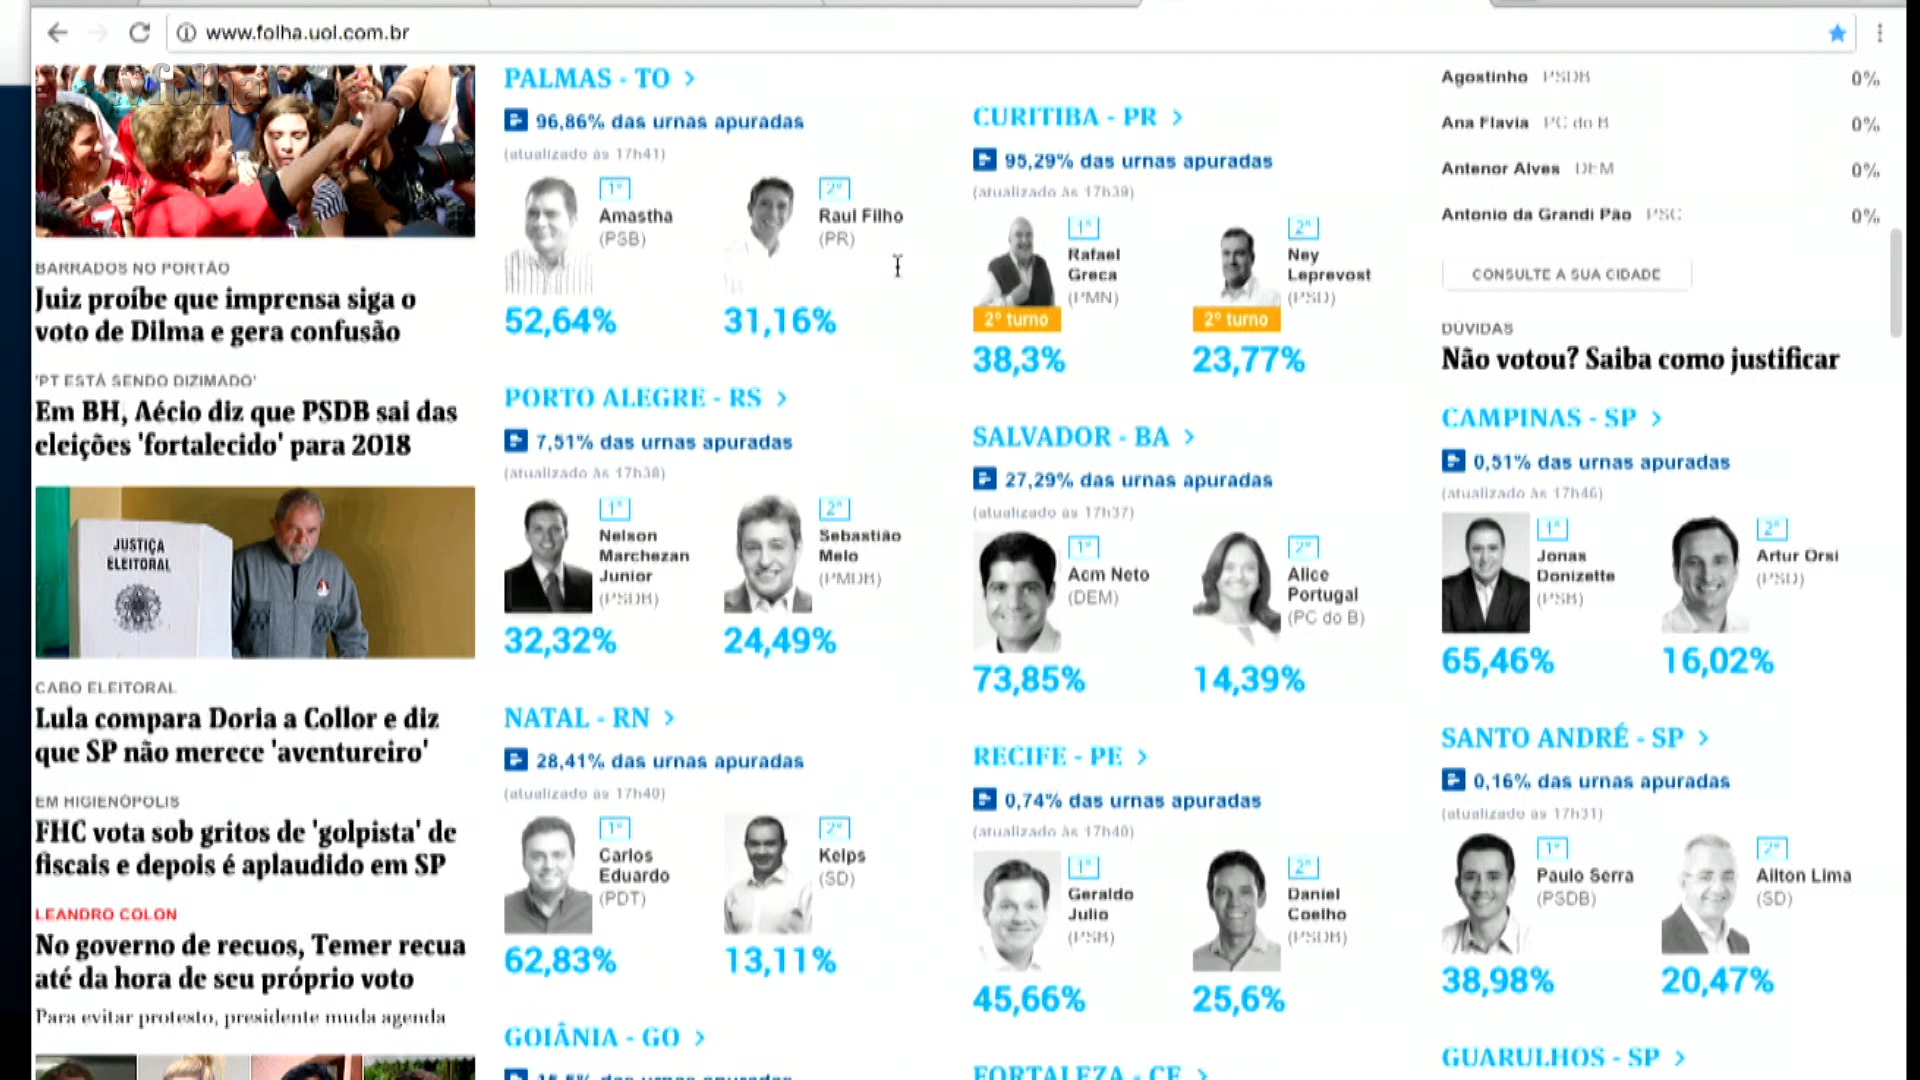 www.folha.uol.com.br
tvfolha
BARRADOS NO PORTÃO
Juiz proíbe que imprensa siga o
voto de Dilma e gera confusão
'PT ESTÁ SENDO DIZIMADO'
Em BH, Aécio diz que PSDB sai das
eleições 'fortalecido' para 2018
JUSTIÇA
ELEITORAL
CABO ELEITORAL
Lula compara Doria a Collor e diz
que SP não merece 'aventureiro'
EM HIGIENÓPOLIS
FHC vota sob gritos de 'golpista' de
fiscais e depois é aplaudido em SP
LEANDRO COLON
No governo de recuos, Temer recua
até da hora de seu próprio voto
Para evitar protesto, presidente muda agenda
PALMAS - TO >
96,86% das urnas apuradas
(atualizado às 17h41)
1º
Amastha
(PSB)
52,64%
2º
Raul Filho
(PR)
31,16%
PORTO ALEGRE - RS >
7,51% das urnas apuradas
(atualizado às 17h38)
1º
Nelson
Marchezan
Junior
(PSDB)
32,32%
2º
Sebastião
Melo
(PMDB)
24,49%
NATAL - RN >
28,41% das urnas apuradas
(atualizado às 17h40)
1º
Carlos
Eduardo
(PDT)
62,83%
2º
Kelps
(SD)
13,11%
GOIÂNIA - GO >
15,5% das urnas apuradas
CURITIBA - PR >
95,29% das urnas apuradas
(atualizado às 17h39)
1º
Rafael
Greca
(PMN)
2º turno
38,3%
2º
Ney
Leprevost
(PSD)
2º turno
23,77%
SALVADOR - BA >
27,29% das urnas apuradas
(atualizado às 17h37)
1º
Acm Neto
(DEM)
73,85%
2º
Alice
Portugal
(PC do B)
14,39%
RECIFE - PE >
0,74% das urnas apuradas
(atualizado às 17h40)
1º
Geraldo
Julio
(PSB)
45,66%
2º
Daniel
Coelho
(PSDB)
25,6%
FORTALEZA - CE >
Agostinho PSDB 0%
Ana Flavia PC do B 0%
Antenor Alves DEM 0%
Antonio da Grandi Pão PSC 0%
CONSULTE A SUA CIDADE
DÚVIDAS
Não votou? Saiba como justificar
CAMPINAS - SP >
0,51% das urnas apuradas
(atualizado às 17h46)
1º
Jonas
Donizette
(PSB)
65,46%
2º
Artur Orsi
(PSD)
16,02%
SANTO ANDRÉ - SP >
0,16% das urnas apuradas
(atualizado às 17h31)
1º
Paulo Serra
(PSDB)
38,98%
2º
Ailton Lima
(SD)
20,47%
GUARULHOS - SP >